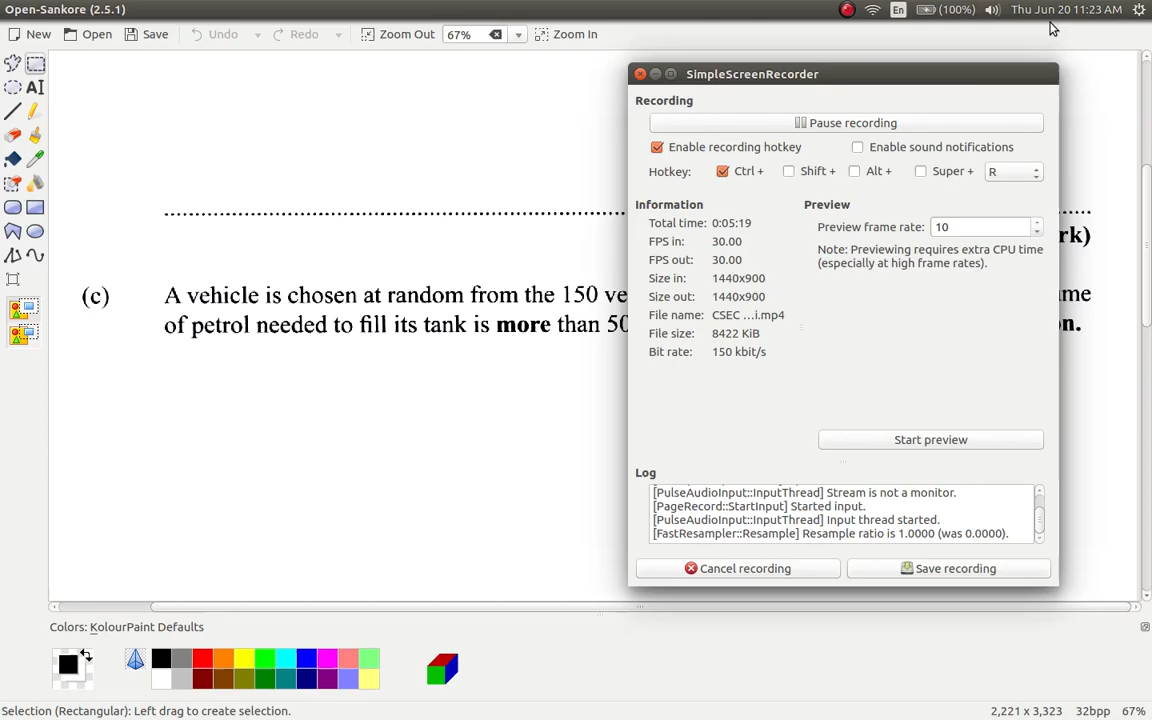 Open-Sankore (2.5.1)
En
(100%)
Thu Jun 20 11:23 AM
New
Open
Save
Undo
Redo
Zoom Out
67%
Zoom In
SimpleScreenRecorder
Recording
Pause recording
Enable recording hotkey
Enable sound notifications
Hotkey: Ctrl + Shift + Alt + Super + R
Information
Total time: 0:05:19
FPS in: 30.00
FPS out: 30.00
Size in: 1440x900
Size out: 1440x900
File name: CSEC ...i.mp4
File size: 8422 KiB
Bit rate: 150 kbit/s
Preview
Preview frame rate: 10
Note: Previewing requires extra CPU time
(especially at high frame rates).
Start preview
Log
[PulseAudioInput::InputThread] Stream is not a monitor.
[PageRecord::StartInput] Started input.
[PulseAudioInput::InputThread] Input thread started.
[FastResampler::Resample] Resample ratio is 1.0000 (was 0.0000).
Cancel recording
Save recording
rk)
(c) A vehicle is chosen at random from the 150 ve
of petrol needed to fill its tank is more than 50
Colors: KolourPaint Defaults
Selection (Rectangular): Left drag to create selection.
2,221 x 3,323
32bpp
67%